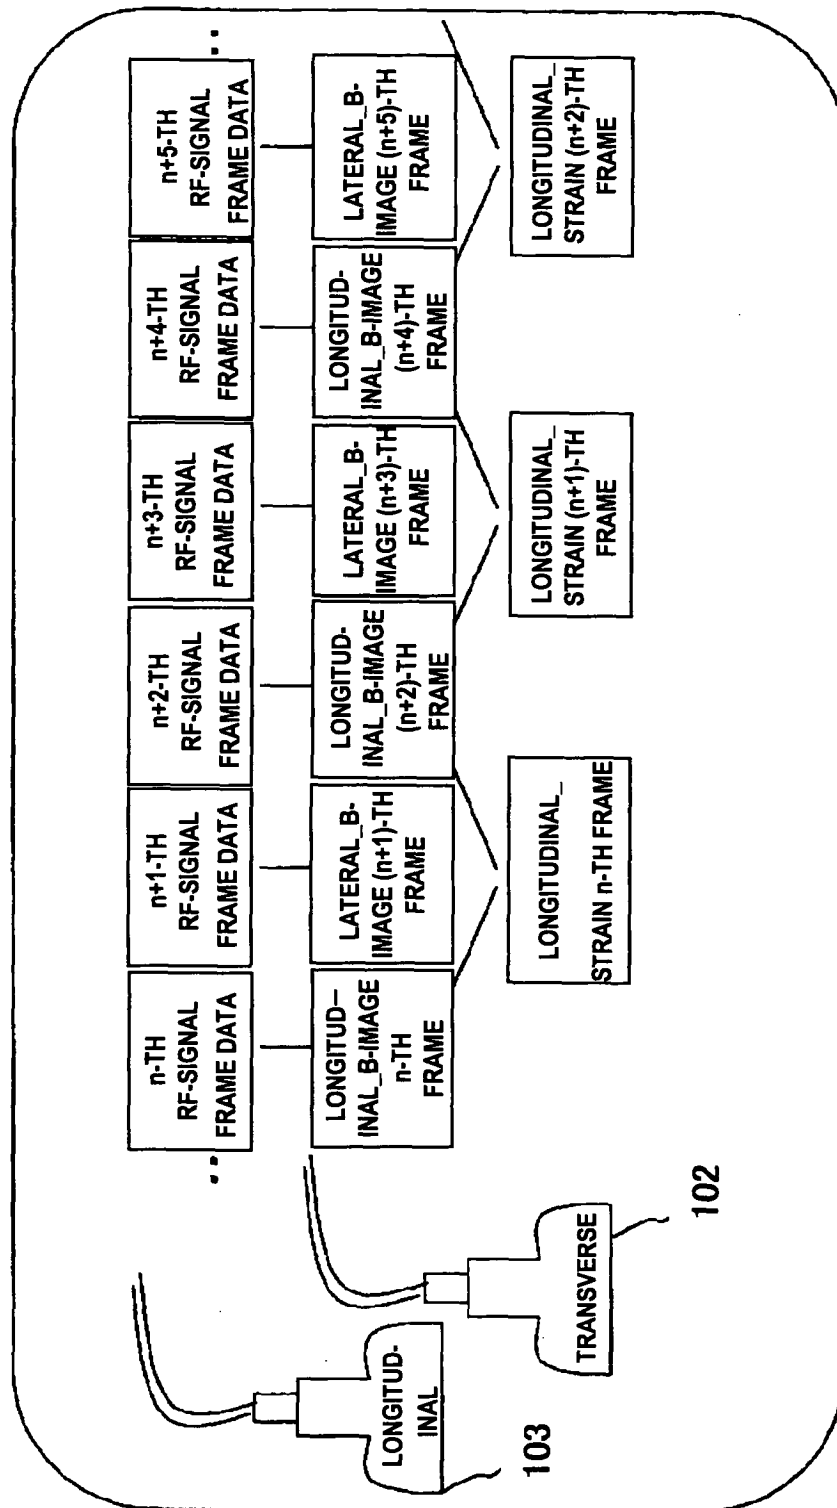 n-TH
RF-SIGNAL
FRAME DATA
n+1-TH
RF-SIGNAL
FRAME DATA
n+2-TH
RF-SIGNAL
FRAME DATA
n+3-TH
RF-SIGNAL
FRAME DATA
n+4-TH
RF-SIGNAL
FRAME DATA
n+5-TH
RF-SIGNAL
FRAME DATA
LONGITUD-
INAL_B-IMAGE
n-TH
FRAME
LATERAL_B-
IMAGE (n+1)-TH
FRAME
LONGITUD-
INAL_B-IMAGE
(n+2)-TH
FRAME
LATERAL_B-
IMAGE (n+3)-TH
FRAME
LONGITUD-
INAL_B-IMAGE
(n+4)-TH
FRAME
LATERAL_B-
IMAGE (n+5)-TH
FRAME
LONGITUDINAL_
STRAIN n-TH FRAME
LONGITUDINAL_
STRAIN (n+1)-TH
FRAME
LONGITUDINAL_
STRAIN (n+2)-TH
FRAME
LONGITUD-
INAL
103
TRANSVERSE
102